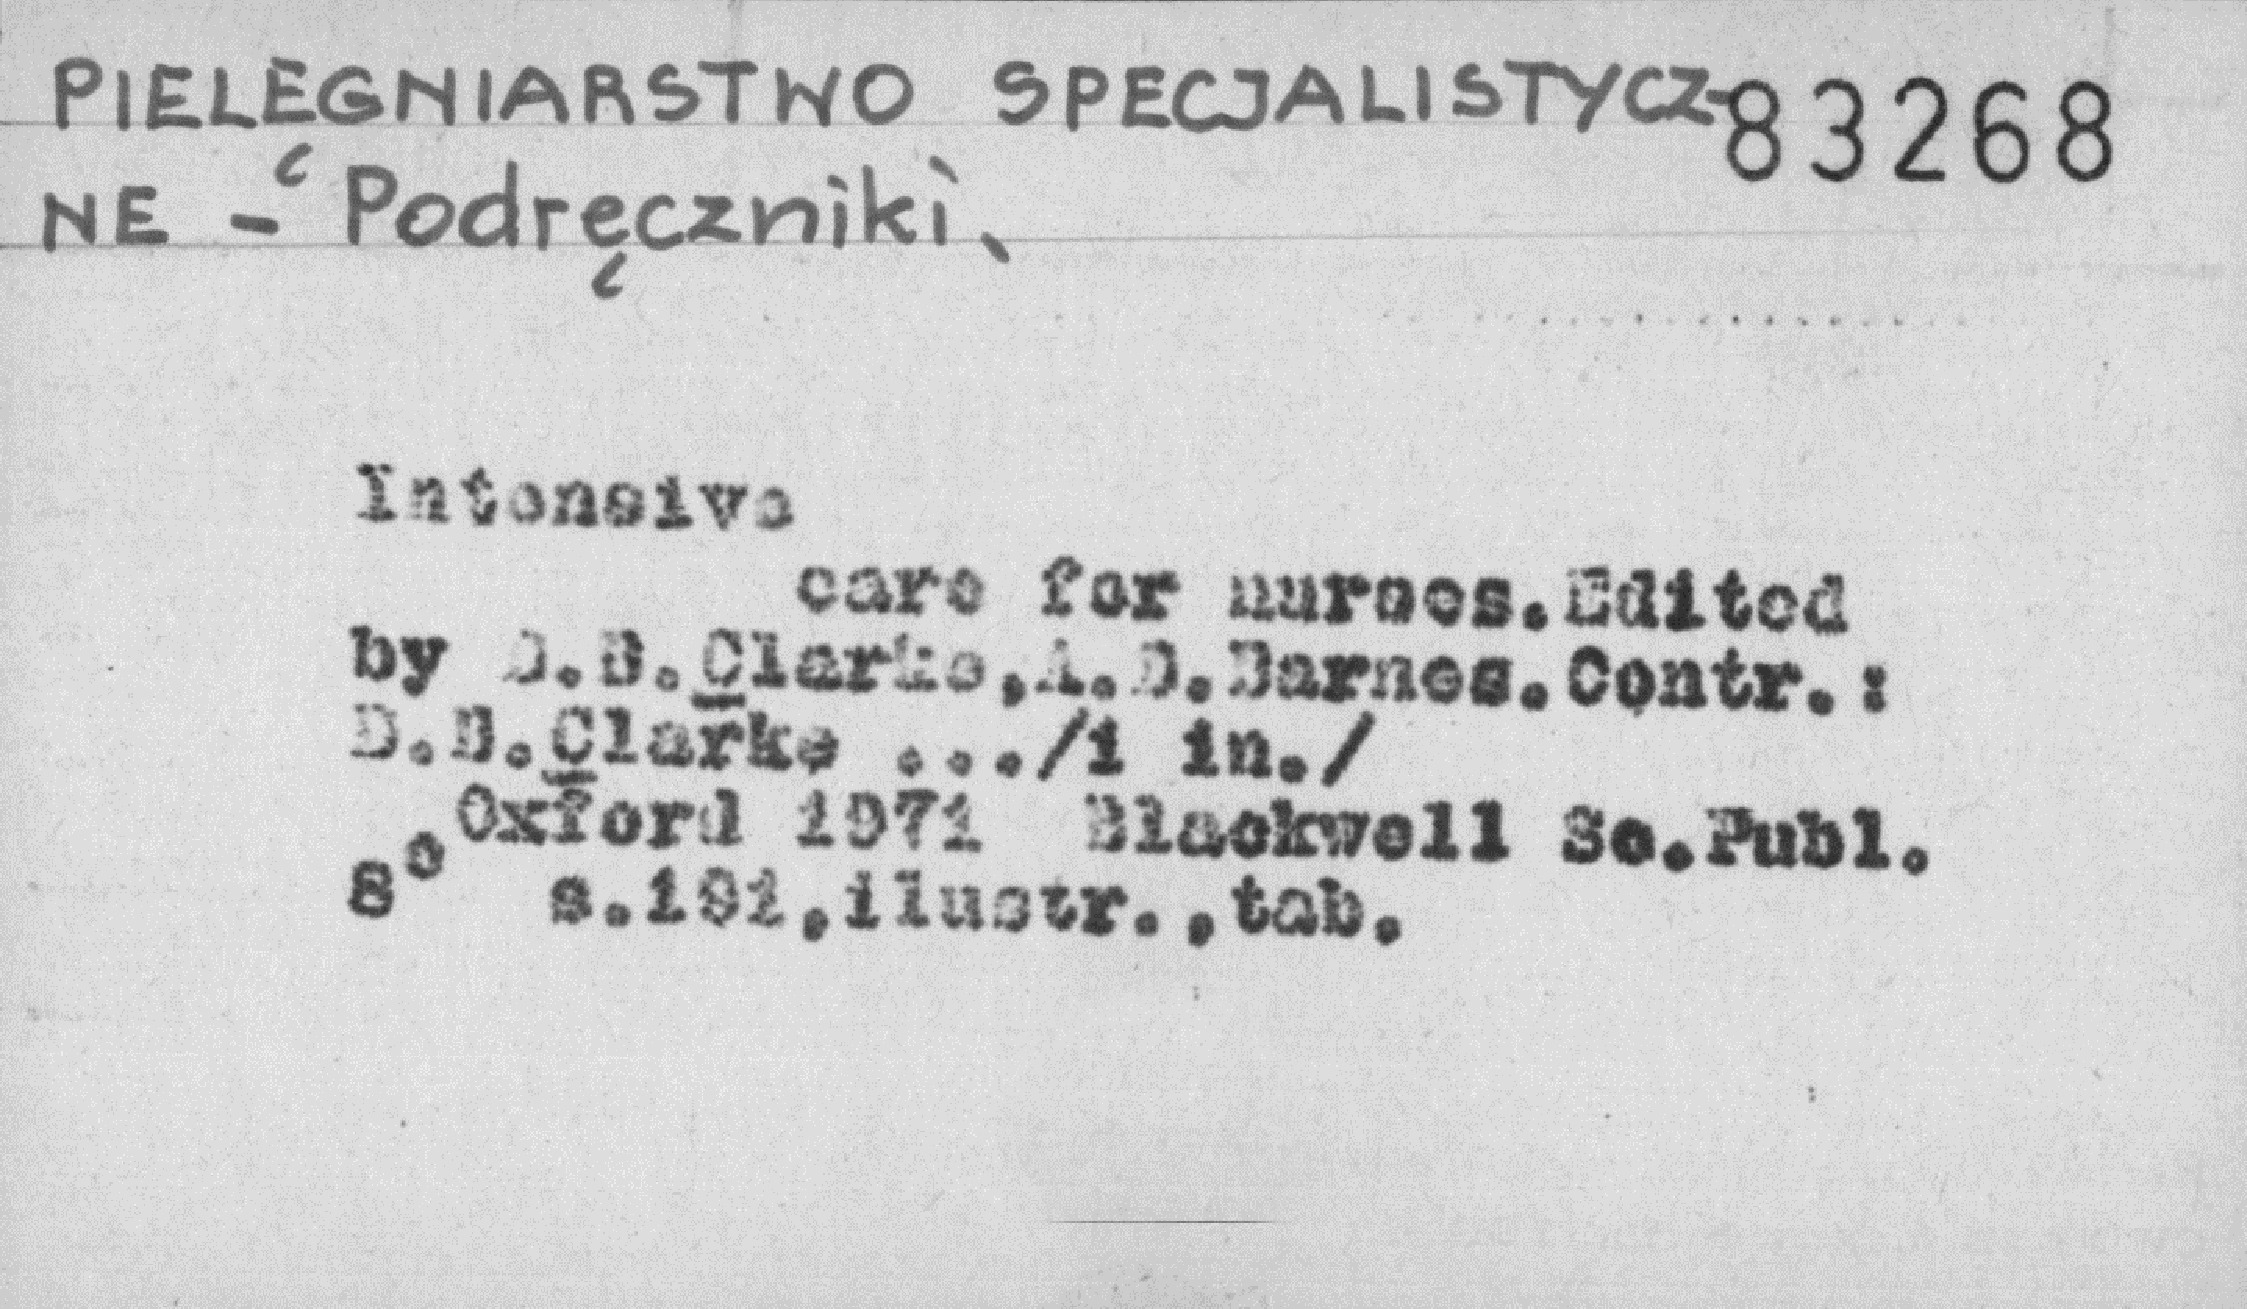 PIELĘGNIARSTWO SPECJALISTYCZ- 83268
NE - Podręczniki.
Intensive
care for nurses.Edited
by D.B.Clarke,A.D.Barnes.Contr.:
D.B.Clarke .../i in./
Oxford 1971 Blackwell Sc.Publ.
8° s.191,ilustr.,tab.